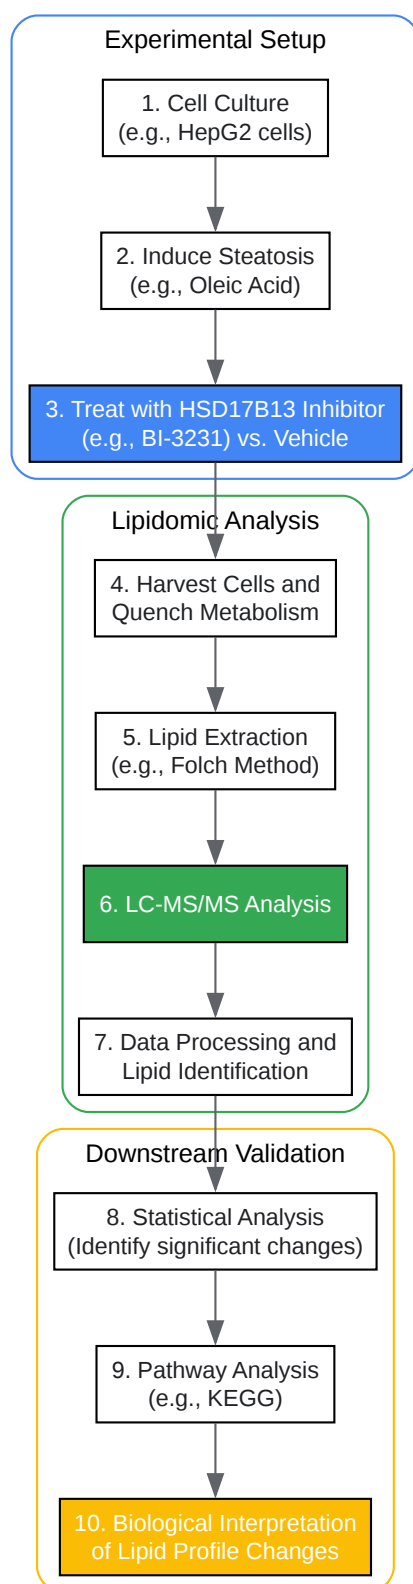 Experimental Setup
1. Cell Culture
(e.g., HepG2 cells)
2. Induce Steatosis
(e.g., Oleic Acid)
3. Treat with HSD17B13 Inhibitor
(e.g., BI-3231) vs. Vehicle
Lipidomic Analysis
4. Harvest Cells and
Quench Metabolism
5. Lipid Extraction
(e.g., Folch Method)
6. LC-MS/MS Analysis
7. Data Processing and
Lipid Identification
Downstream Validation
8. Statistical Analysis
(Identify significant changes)
9. Pathway Analysis
(e.g., KEGG)
10. Biological Interpretation
of Lipid Profile Changes